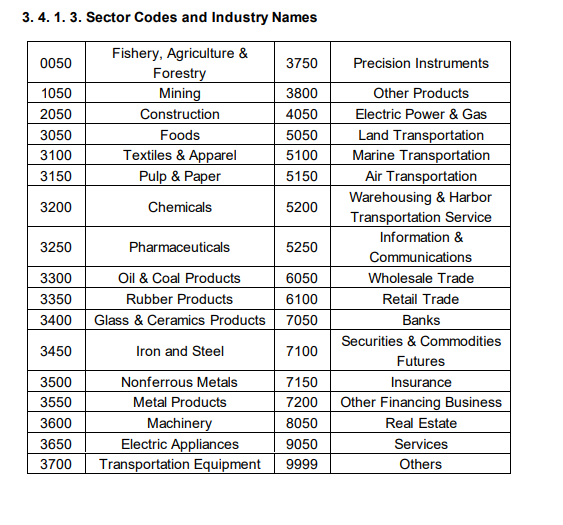 3. 4. 1. 3. Sector Codes and Industry Names
0050 Fishery, Agriculture & Forestry 3750 Precision Instruments
1050 Mining 3800 Other Products
2050 Construction 4050 Electric Power & Gas
3050 Foods 5050 Land Transportation
3100 Textiles & Apparel 5100 Marine Transportation
3150 Pulp & Paper 5150 Air Transportation
3200 Chemicals 5200 Warehousing & Harbor Transportation Service
3250 Pharmaceuticals 5250 Information & Communications
3300 Oil & Coal Products 6050 Wholesale Trade
3350 Rubber Products 6100 Retail Trade
3400 Glass & Ceramics Products 7050 Banks
3450 Iron and Steel 7100 Securities & Commodities Futures
3500 Nonferrous Metals 7150 Insurance
3550 Metal Products 7200 Other Financing Business
3600 Machinery 8050 Real Estate
3650 Electric Appliances 9050 Services
3700 Transportation Equipment 9999 Others